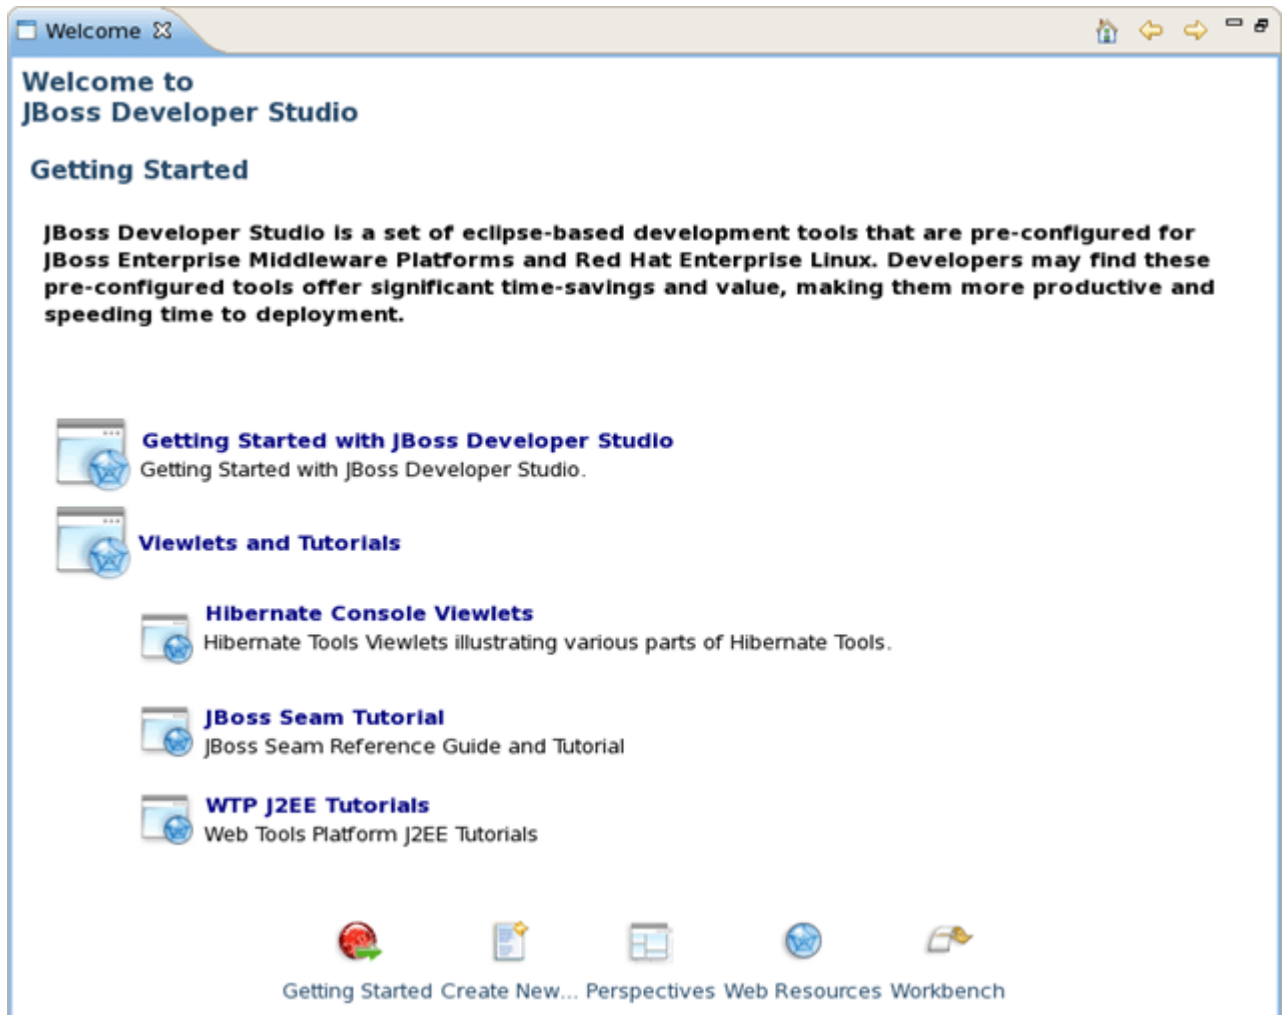 Welcome
Welcome to
JBoss Developer Studio
Getting Started
JBoss Developer Studio is a set of eclipse-based development tools that are pre-configured for
JBoss Enterprise Middleware Platforms and Red Hat Enterprise Linux. Developers may find these
pre-configured tools offer significant time-savings and value, making them more productive and
speeding time to deployment.
Getting Started with JBoss Developer Studio
Getting Started with JBoss Developer Studio.
Viewlets and Tutorials
Hibernate Console Viewlets
Hibernate Tools Viewlets illustrating various parts of Hibernate Tools.
JBoss Seam Tutorial
JBoss Seam Reference Guide and Tutorial
WTP J2EE Tutorials
Web Tools Platform J2EE Tutorials
Getting Started Create New... Perspectives Web Resources Workbench